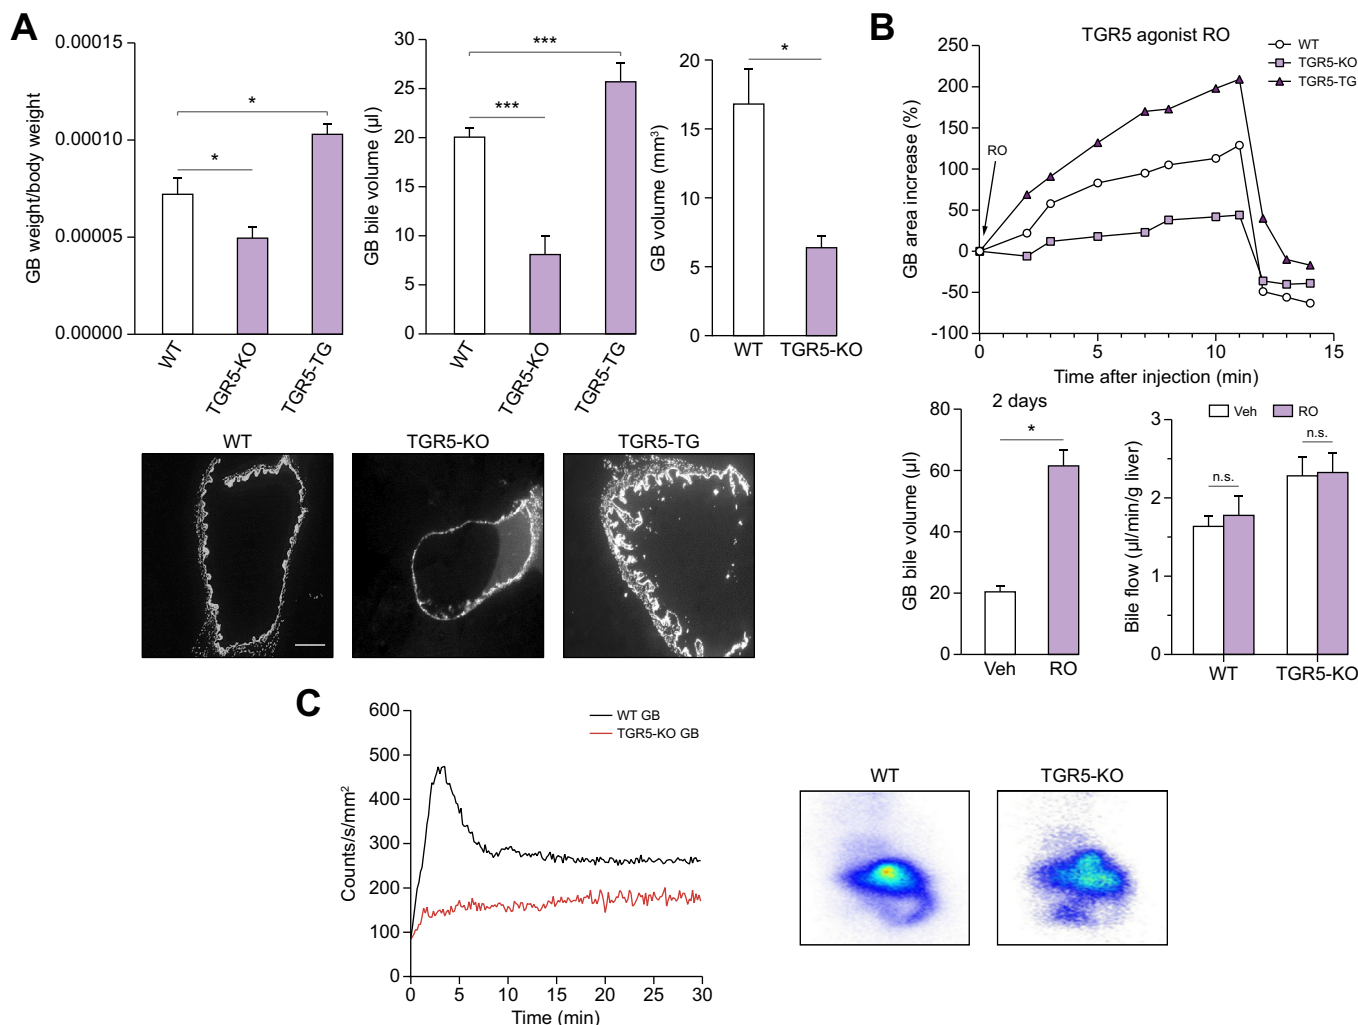 A
GB weight/body weight
0.00015
0.00010
0.00005
0.00000
*
*
WT
TGR5-KO
TGR5-TG
GB bile volume (µl)
30
25
20
15
10
5
0
***
***
WT
TGR5-KO
TGR5-TG
GB volume (mm³)
20
15
10
5
0
*
WT
TGR5-KO
WT
TGR5-KO
TGR5-TG
B
TGR5 agonist RO
WT
TGR5-KO
TGR5-TG
GB area increase (%)
250
200
150
100
50
0
-50
-100
RO
0
5
10
15
Time after injection (min)
2 days
GB bile volume (µl)
80
60
40
20
0
*
Veh
RO
Veh
RO
Bile flow (µl/min/g liver)
3
2
1
0
n.s.
n.s.
WT
TGR5-KO
C
WT GB
TGR5-KO GB
Counts/s/mm²
600
500
400
300
200
100
0
0
5
10
15
20
25
30
Time (min)
WT
TGR5-KO